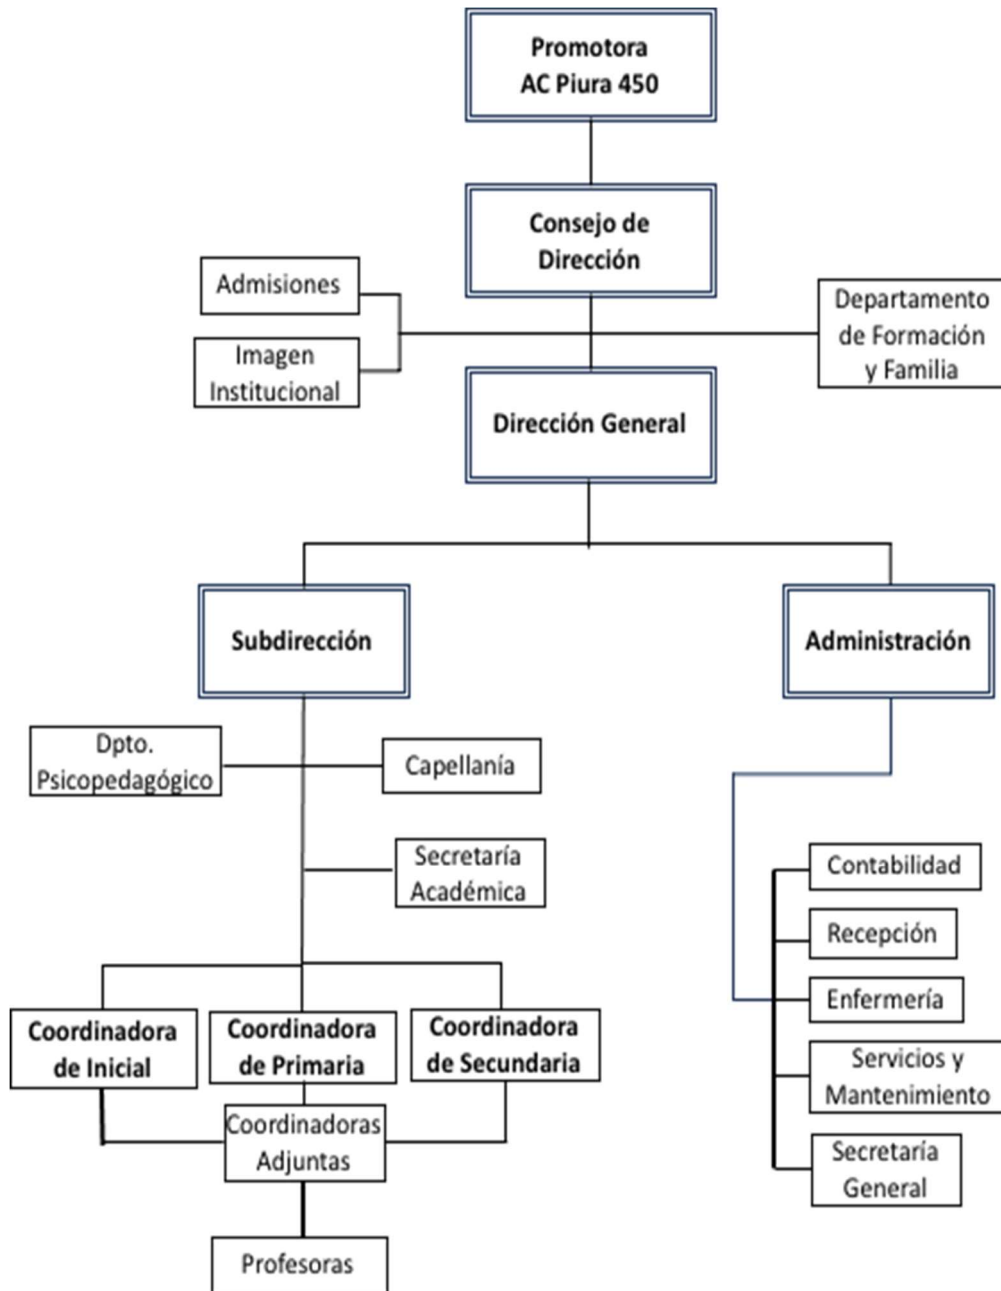 Promotora
AC Piura 450
Consejo de
Dirección
Admisiones
Imagen
Institucional
Departamento
de Formación
y Familia
Dirección General
Subdirección
Administración
Dpto.
Psicopedagógico
Capellanía
Secretaría
Académica
Contabilidad
Recepción
Enfermería
Servicios y
Mantenimiento
Secretaría
General
Coordinadora
de Inicial
Coordinadora
de Primaria
Coordinadora
de Secundaria
Coordinadoras
Adjuntas
Profesoras